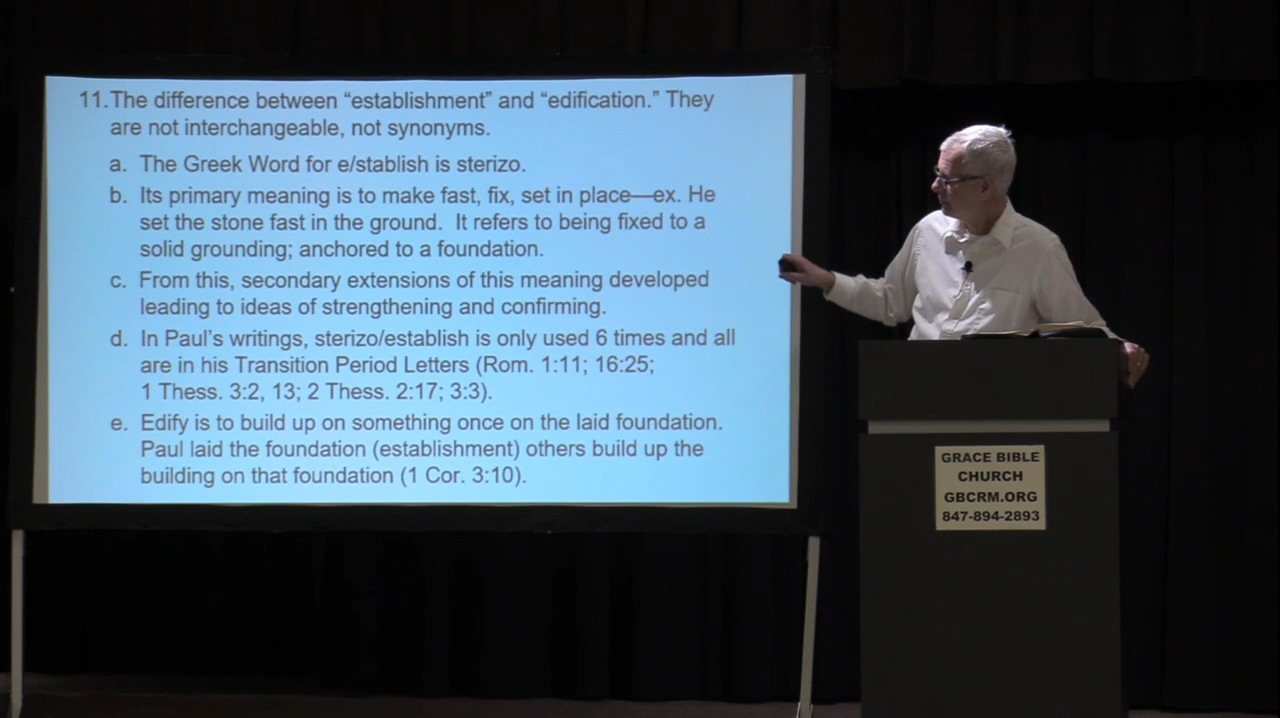 11. The difference between “establishment” and “edification.” They
are not interchangeable, not synonyms.
a. The Greek Word for e/stablish is sterizo.
b. Its primary meaning is to make fast, fix, set in place—ex. He
set the stone fast in the ground. It refers to being fixed to a
solid grounding; anchored to a foundation.
c. From this, secondary extensions of this meaning developed
leading to ideas of strengthening and confirming.
d. In Paul’s writings, sterizo/establish is only used 6 times and all
are in his Transition Period Letters (Rom. 1:11; 16:25;
1 Thess. 3:2, 13; 2 Thess. 2:17; 3:3).
e. Edify is to build up on something once on the laid foundation.
Paul laid the foundation (establishment) others build up the
building on that foundation (1 Cor. 3:10).
GRACE BIBLE
CHURCH
GBCRM.ORG
847-894-2893